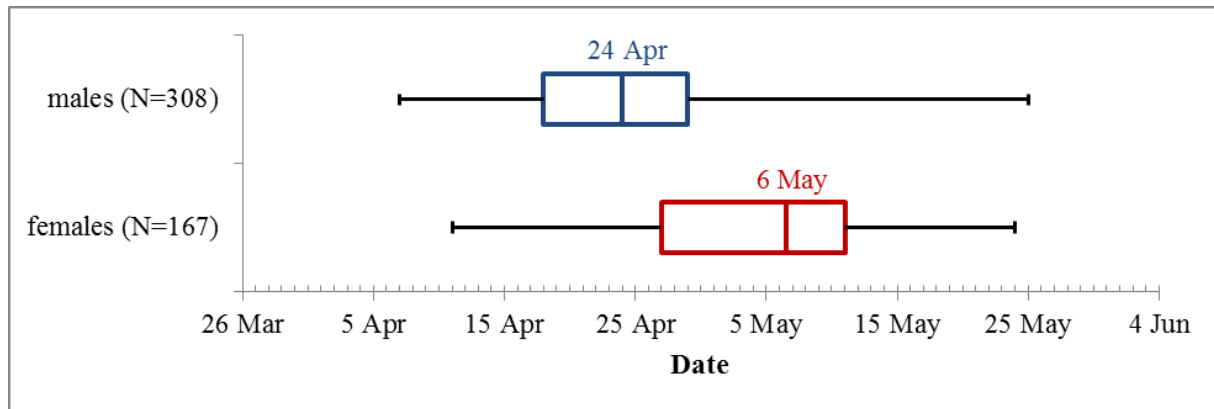 24 Apr
males (N=308)
6 May
females (N=167)
26 Mar 5 Apr 15 Apr 25 Apr 5 May 15 May 25 May 4 Jun
Date